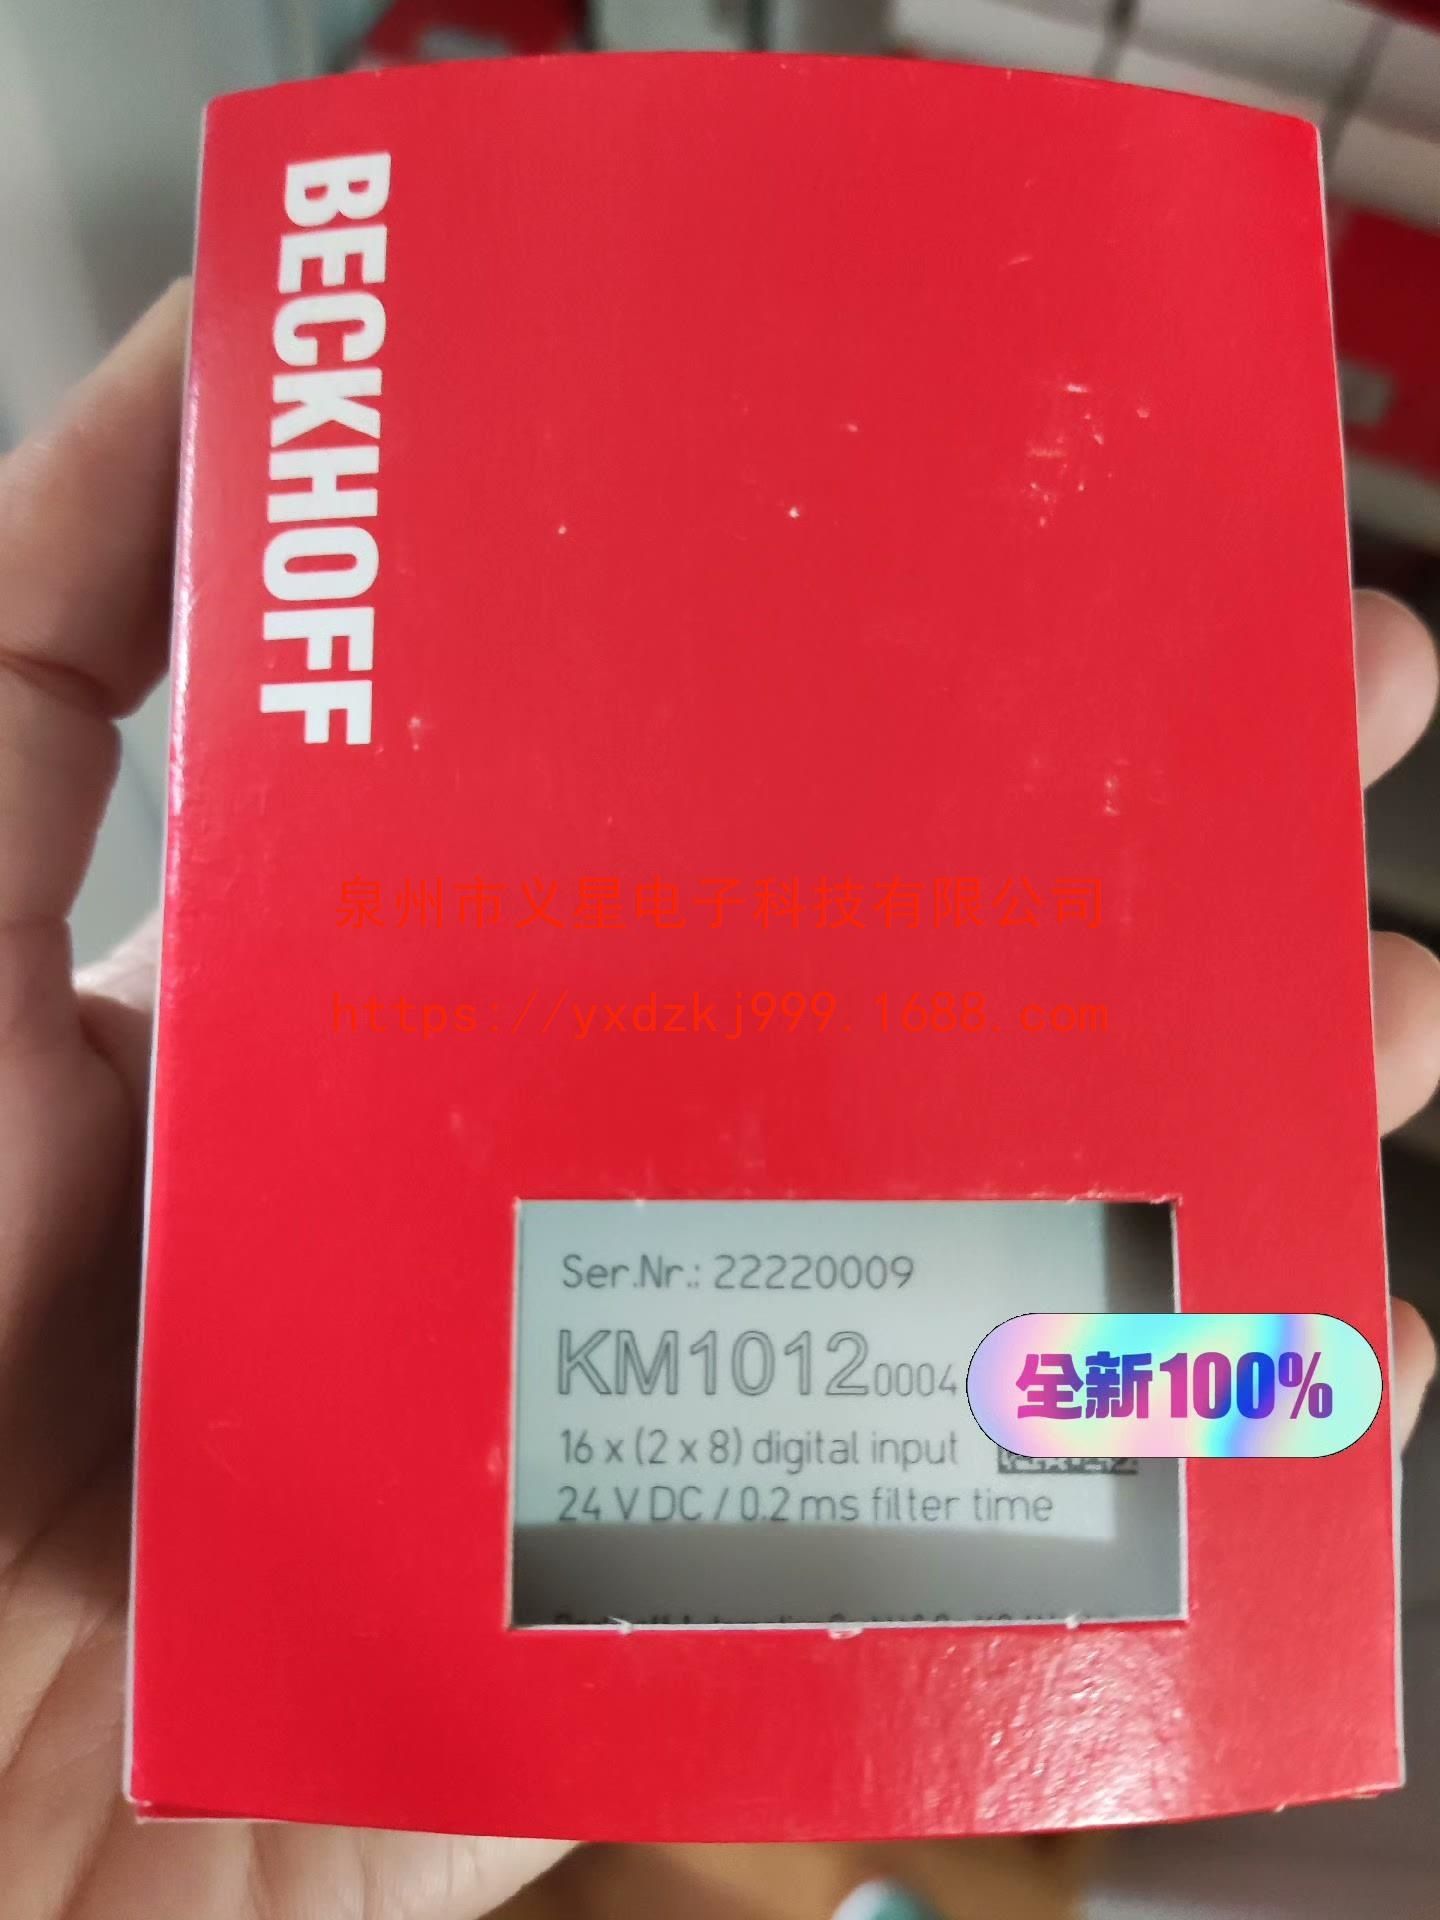 BECKHOFF
泉州市义星电子科技有限公司
https://yxdzkj999.1688.com
Ser.Nr.: 22220009
KM1012 0004
全新100%
16 x (2 x 8) digital input
24 V DC / 0.2 ms filter time